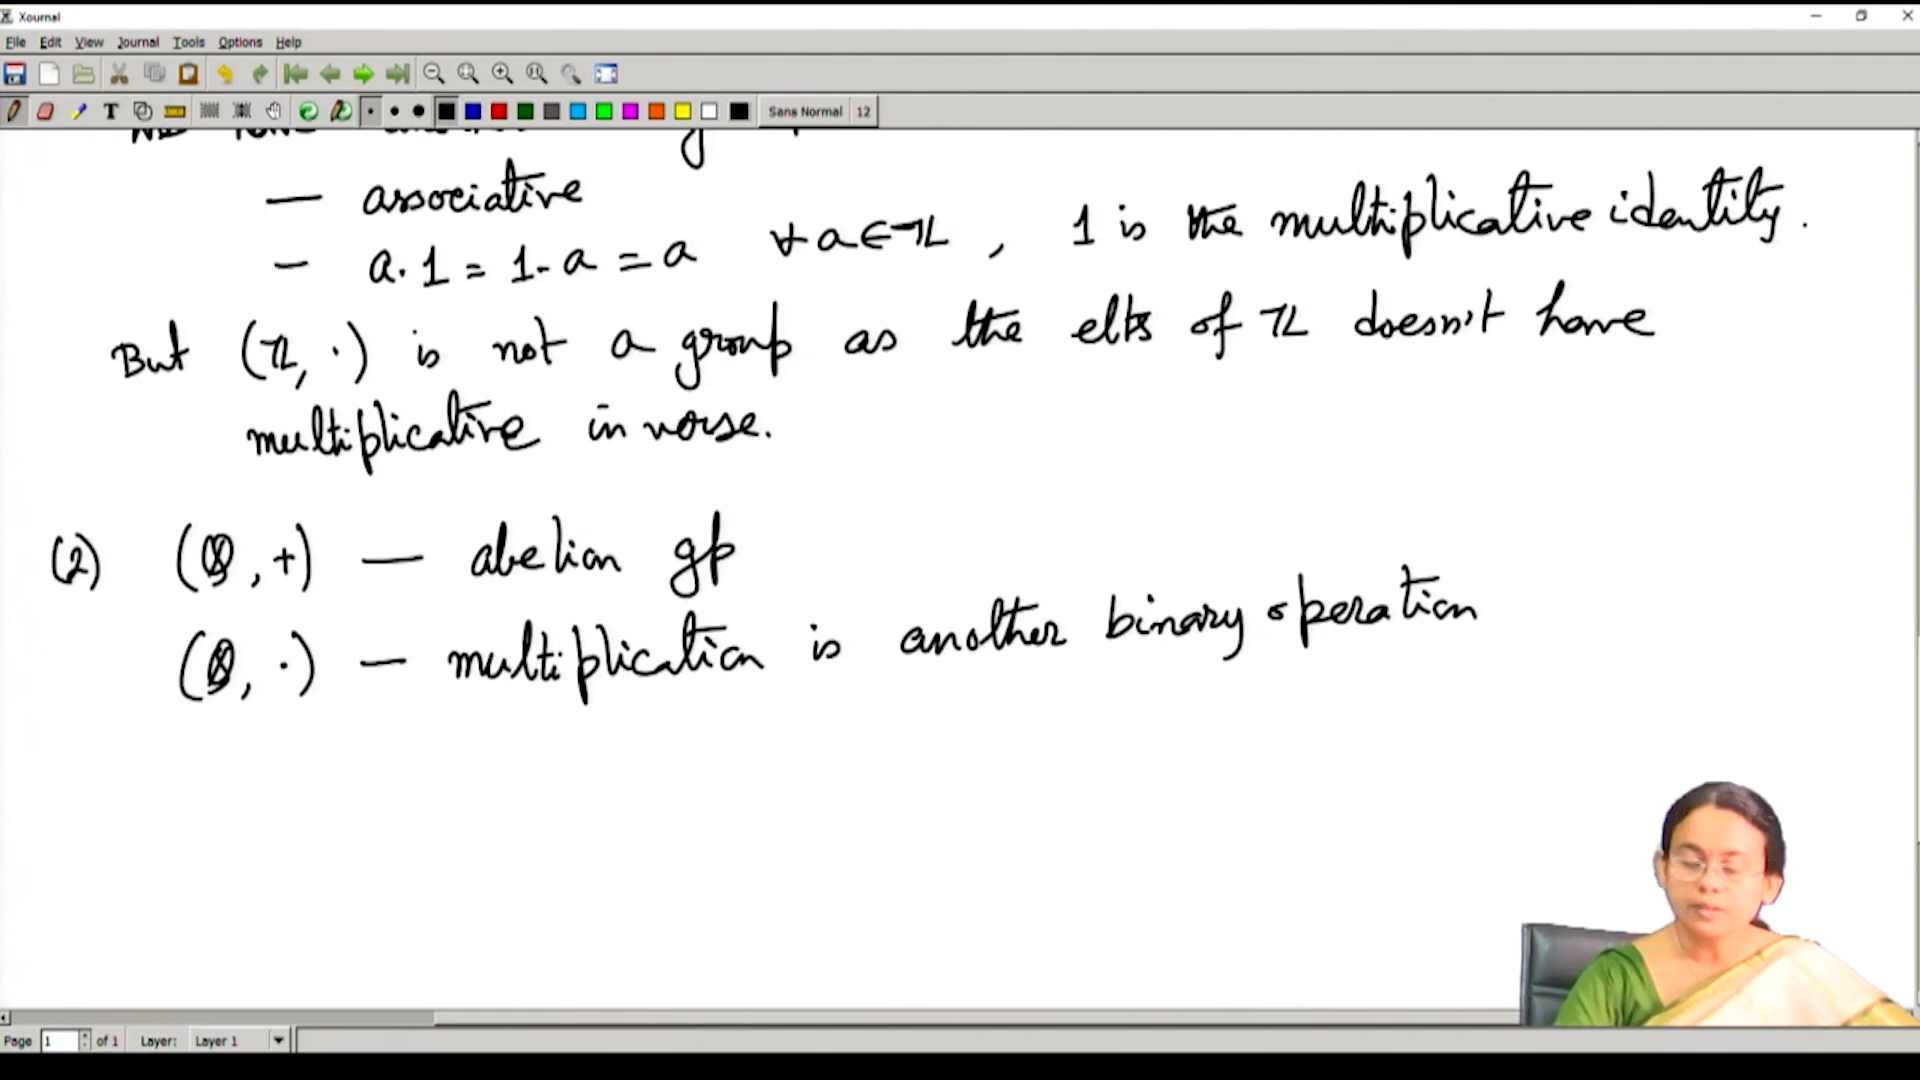 Xournal
File Edit View Journal Tools Options Help
Sans Normal 12
— associative
– a·1 = 1·a = a ∀ a ∈ ℤ, 1 is the multiplicative identity.
But (ℤ, ·) is not a group as the elts of ℤ doesn't have
multiplicative inverse.
(2) (ℚ, +) — abelian gp
(ℚ, ·) — multiplication is another binary operation
Page 1 of 1 Layer: Layer 1